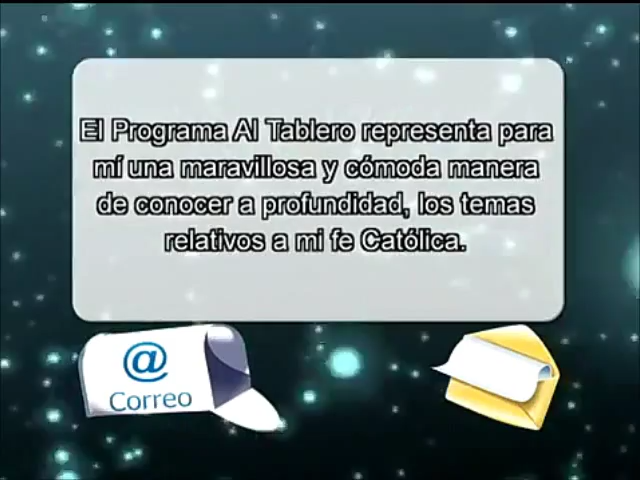 El Programa Al Tablero representa para
mí una maravillosa y cómoda manera
de conocer a profundidad, los temas
relativos a mi fe Católica.
@
Correo